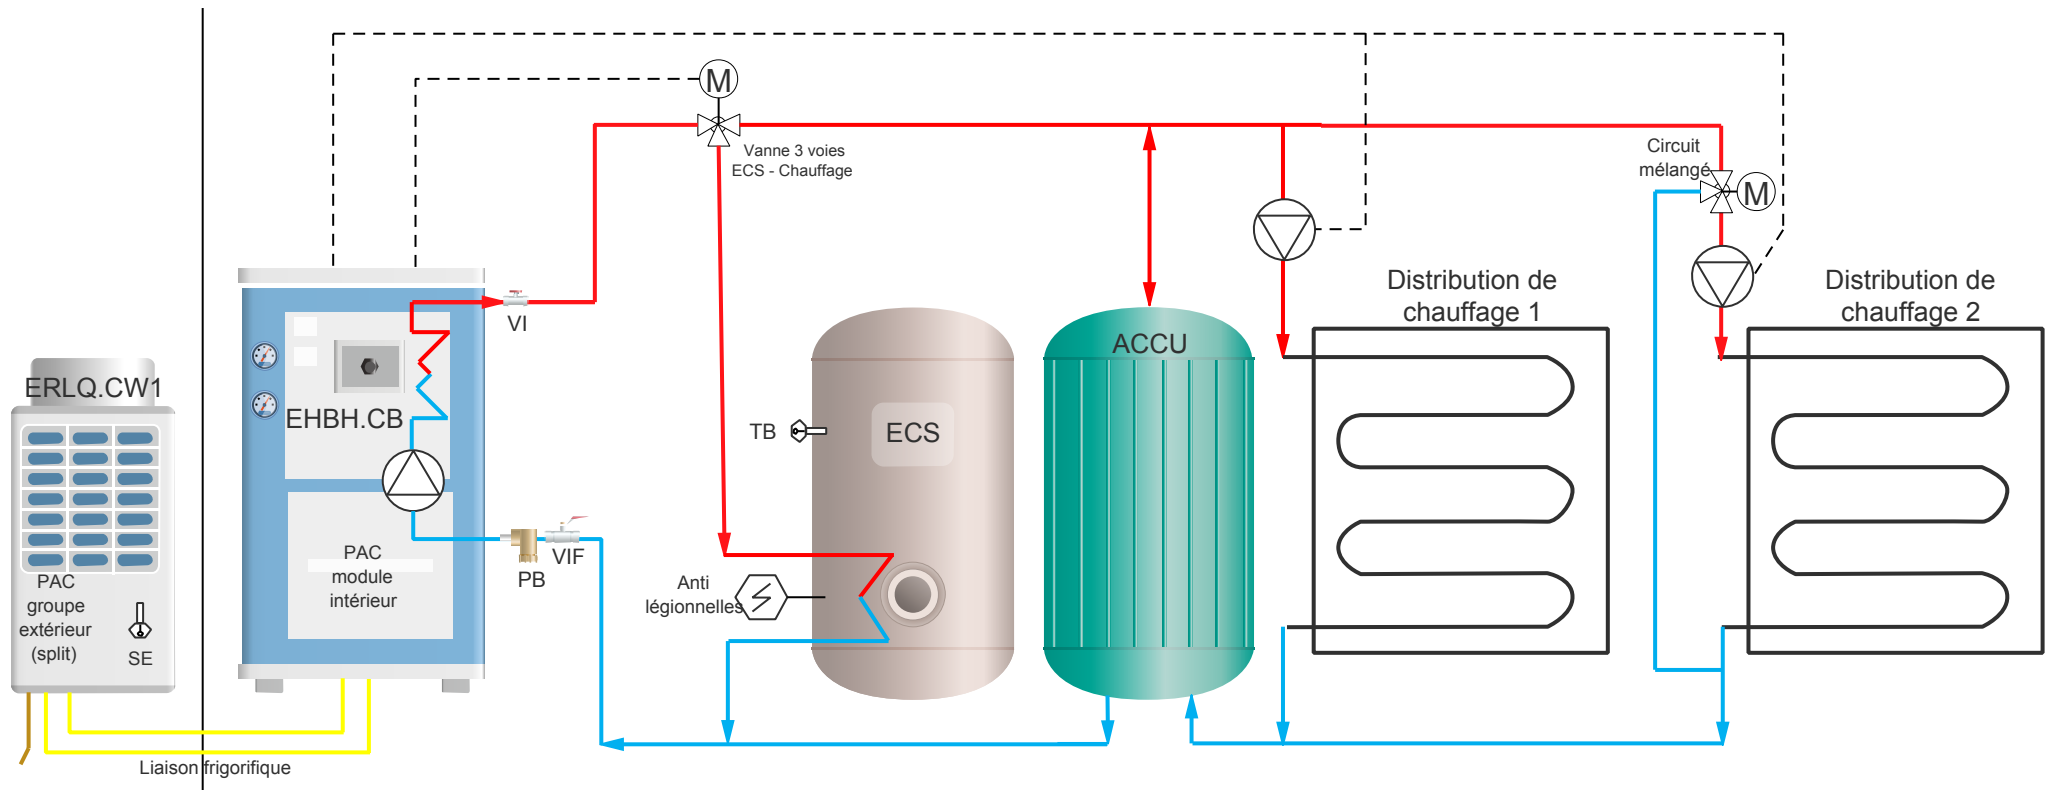 M
Vanne 3 voies
ECS - Chauffage
Circuit
mélangé
M
VI
Distribution de
chauffage 1
Distribution de
chauffage 2
ACCU
ERLQ.CW1
EHBH.CB
TB
ECS
PAC
module
intérieur
PB
VIF
Anti
légionnelles
PAC
groupe
extérieur
(split)
SE
Liaison frigorifique